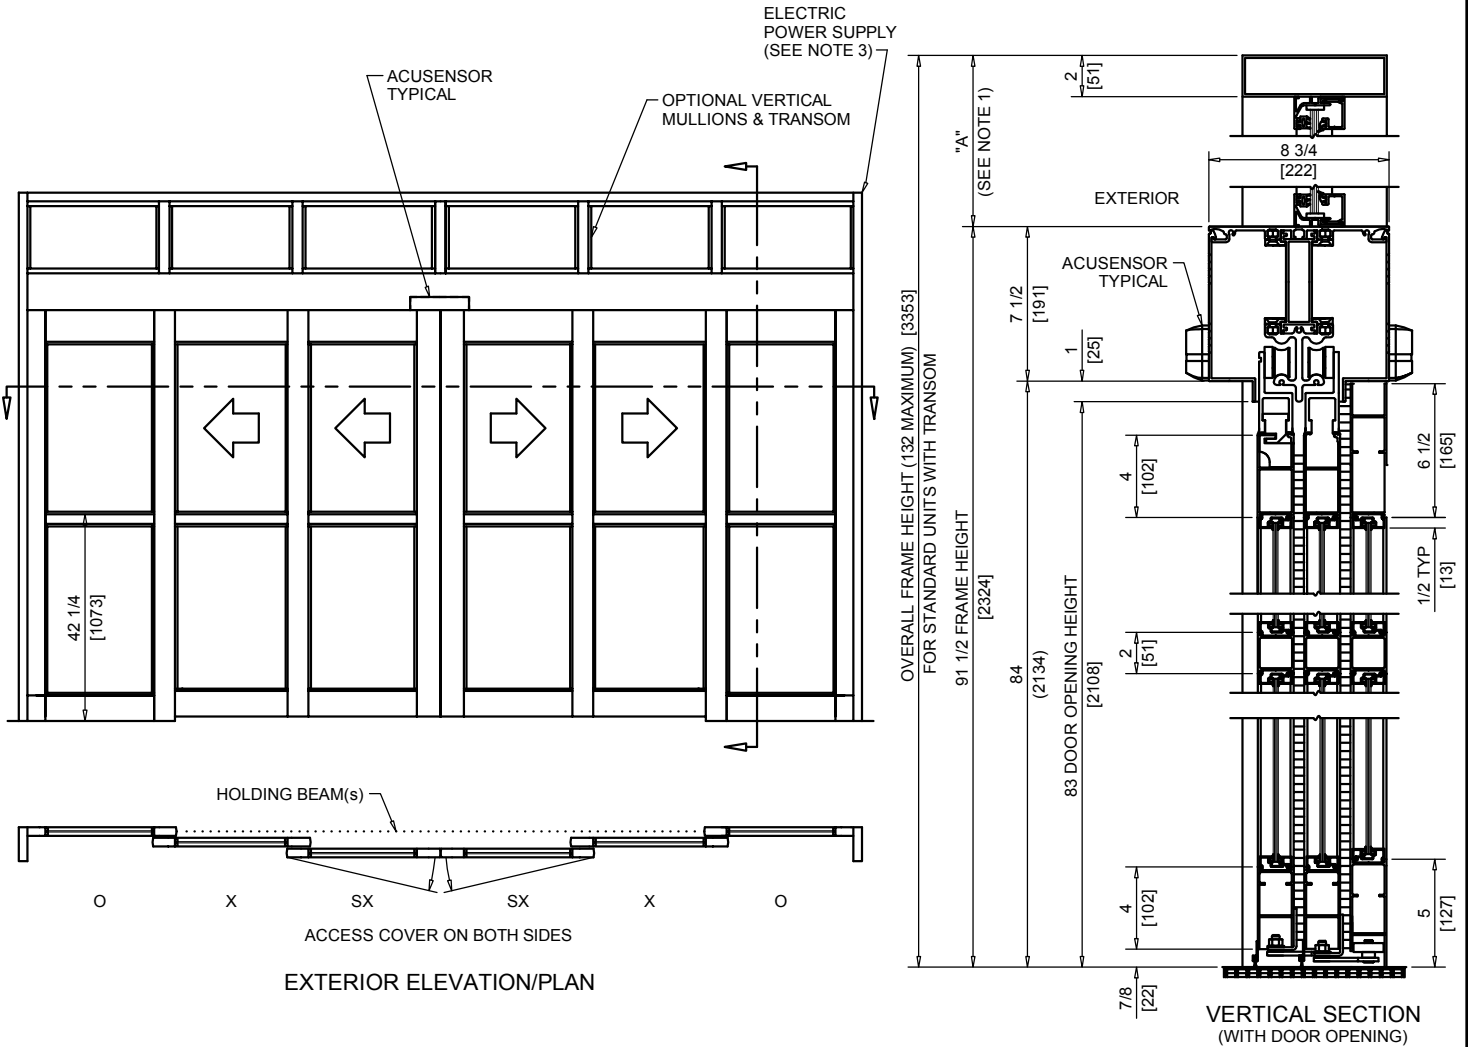 ELECTRIC
POWER SUPPLY
(SEE NOTE 3)
ACUSENSOR
TYPICAL
OPTIONAL VERTICAL
MULLIONS & TRANSOM
42 1/4
[1073]
HOLDING BEAM(s)
O X SX SX X O
ACCESS COVER ON BOTH SIDES
EXTERIOR ELEVATION/PLAN
OVERALL FRAME HEIGHT (132 MAXIMUM) [3353]
FOR STANDARD UNITS WITH TRANSOM
"A"
(SEE NOTE 1)
91 1/2 FRAME HEIGHT
[2324]
7 1/2
[191]
84
(2134)
1
[25]
83 DOOR OPENING HEIGHT
[2108]
2
[51]
8 3/4
[222]
EXTERIOR
ACUSENSOR
TYPICAL
4
[102]
6 1/2
[165]
1/2 TYP
[13]
2
[51]
4
[102]
5
[127]
7/8
[22]
VERTICAL SECTION
(WITH DOOR OPENING)